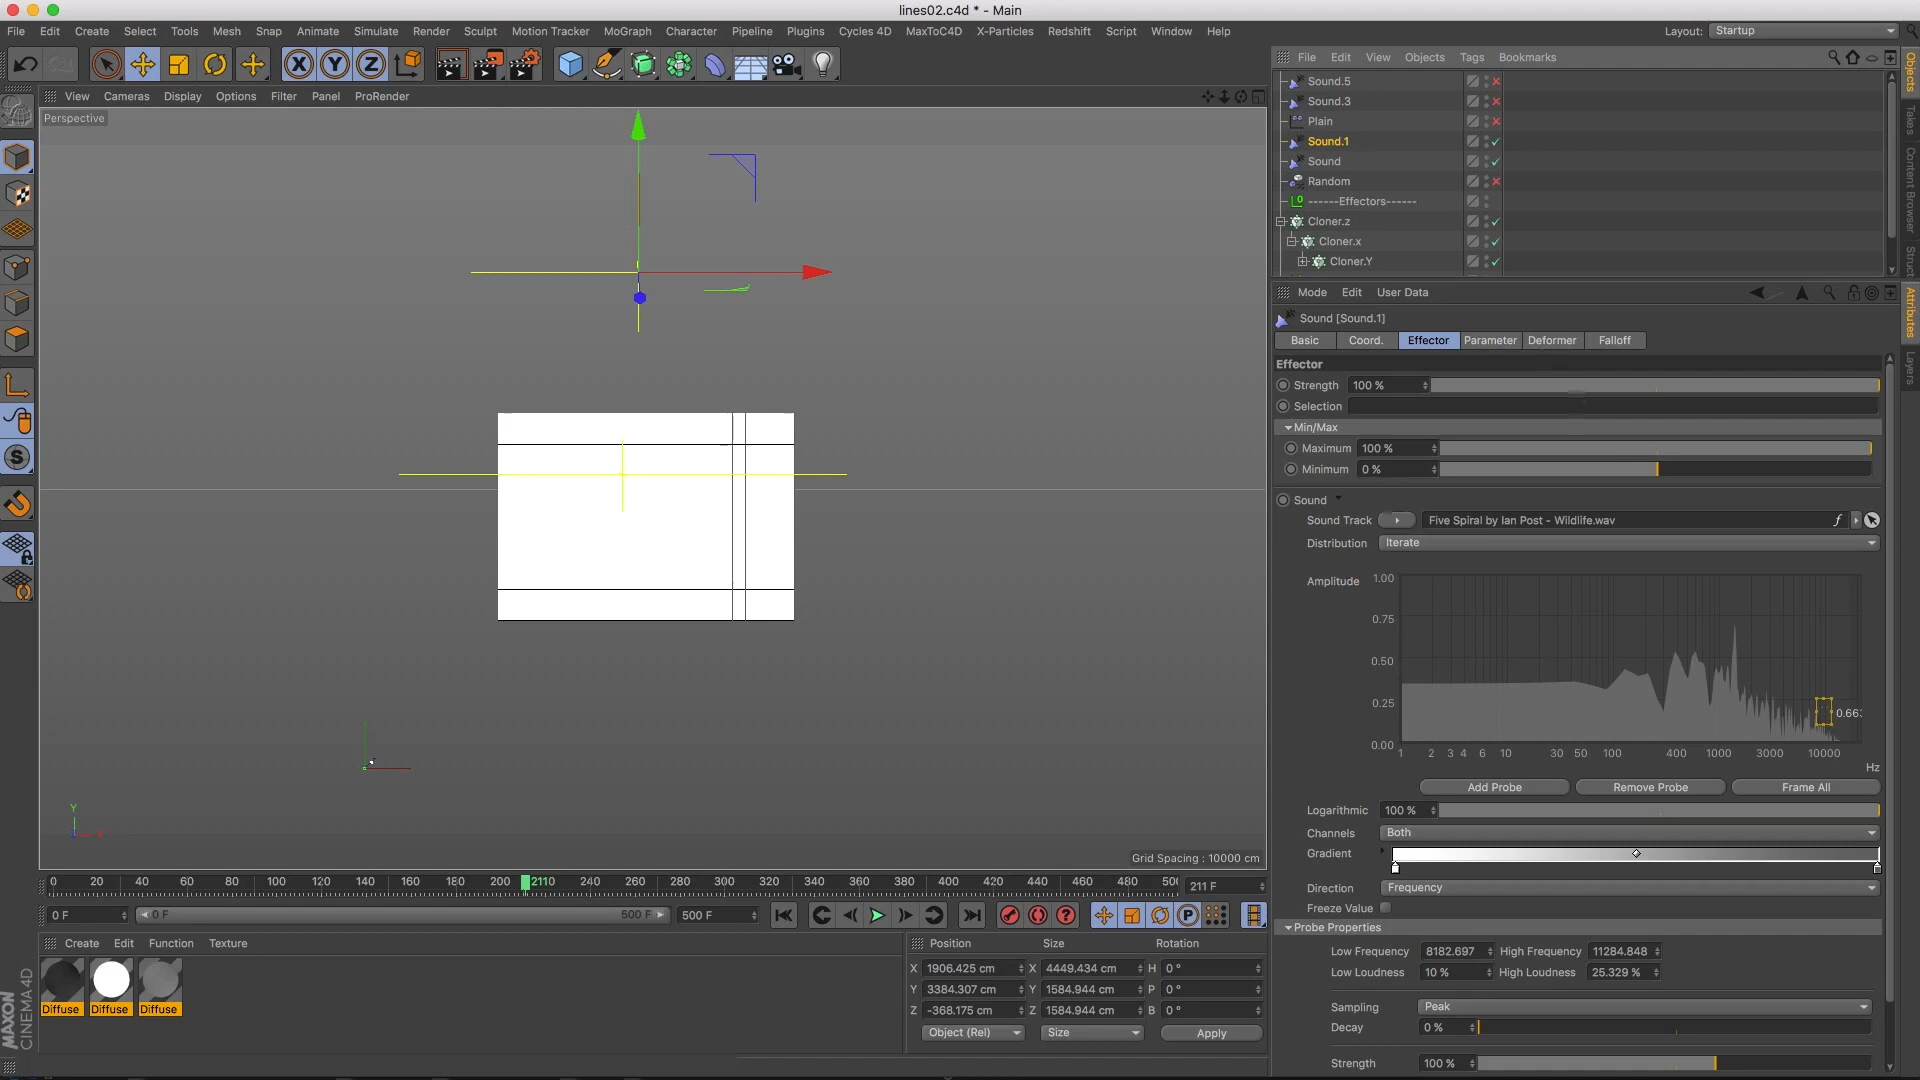 lines02.c4d * - Main
File Edit Create Select Tools Mesh Snap Animate Simulate Render Sculpt Motion Tracker MoGraph Character Pipeline Plugins Cycles 4D MaxToC4D X-Particles Redshift Script Window Help Layout: Startup
X Y Z
File Edit View Objects Tags Bookmarks
View Cameras Display Options Filter Panel ProRender
Perspective
Sound.5
Sound.3
Plain
Sound.1
Sound
Random
------Effectors------
Cloner.z
Cloner.x
Cloner.Y
Objects
Takes
Content Browser
Struct
Attributes
Layers
Mode Edit User Data
Sound [Sound.1]
Basic Coord. Effector Parameter Deformer Falloff
Effector
Strength 100 %
Selection
Min/Max
Maximum 100 %
Minimum 0 %
Sound
Sound Track Five Spiral by Ian Post - Wildlife.wav
Distribution Iterate
Amplitude 1.00
0.75
0.50
0.25
0.663
0.00
1 2 3 4 6 10 30 50 100 400 1000 3000 10000
Hz
Add Probe Remove Probe Frame All
Logarithmic 100 %
Channels Both
Gradient
Direction Frequency
Freeze Value
Probe Properties
Low Frequency 8182.697 High Frequency 11284.848
Low Loudness 10 % High Loudness 25.329 %
Sampling Peak
Decay 0 %
Strength 100 %
Y
X
Grid Spacing : 10000 cm
0 20 40 60 80 100 120 140 160 180 200 2110 240 260 280 300 320 340 360 380 400 420 440 460 480 50 211 F
0 F 0 F 500 F 500 F
Create Edit Function Texture
Diffuse Diffuse Diffuse
Position Size Rotation
X 1906.425 cm X 4449.434 cm H 0 °
Y 3384.307 cm Y 1584.944 cm P 0 °
Z -368.175 cm Z 1584.944 cm B 0 °
Object (Rel) Size Apply
MAXON
CINEMA4D